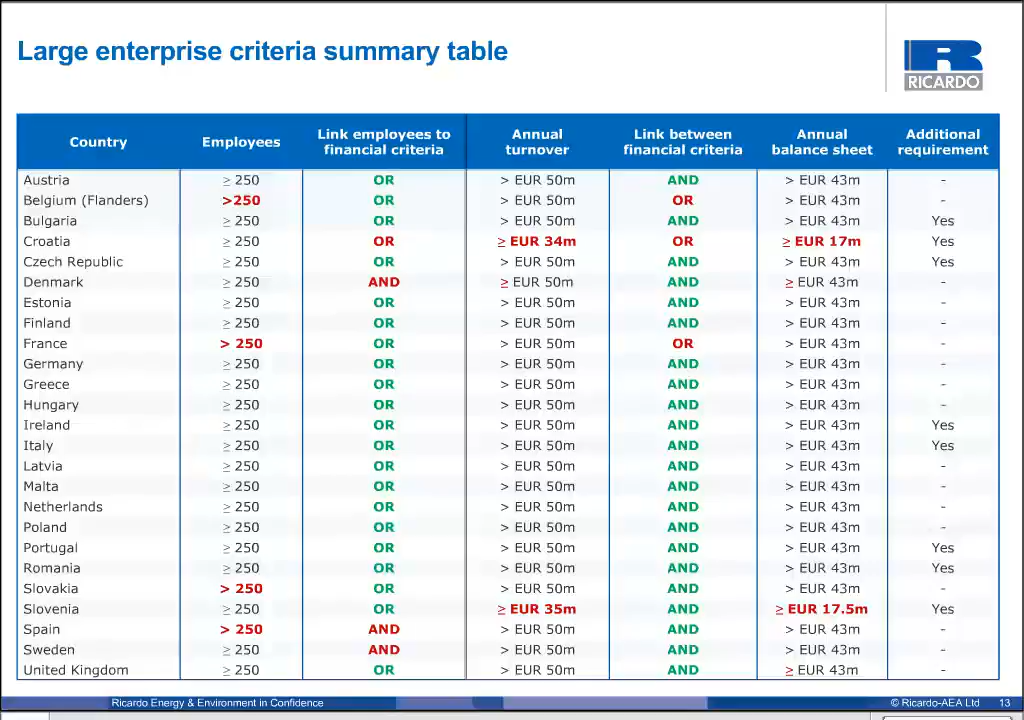 Large enterprise criteria summary table
RICARDO
Country Employees Link employees to financial criteria Annual turnover Link between financial criteria Annual balance sheet Additional requirement
Austria ≥ 250 OR > EUR 50m AND > EUR 43m -
Belgium (Flanders) >250 OR > EUR 50m OR > EUR 43m -
Bulgaria ≥ 250 OR > EUR 50m AND > EUR 43m Yes
Croatia ≥ 250 OR ≥ EUR 34m OR ≥ EUR 17m Yes
Czech Republic ≥ 250 OR > EUR 50m AND > EUR 43m Yes
Denmark ≥ 250 AND ≥ EUR 50m AND ≥ EUR 43m -
Estonia ≥ 250 OR > EUR 50m AND > EUR 43m -
Finland ≥ 250 OR > EUR 50m AND > EUR 43m -
France > 250 OR > EUR 50m OR > EUR 43m -
Germany ≥ 250 OR > EUR 50m AND > EUR 43m -
Greece ≥ 250 OR > EUR 50m AND > EUR 43m -
Hungary ≥ 250 OR > EUR 50m AND > EUR 43m -
Ireland ≥ 250 OR > EUR 50m AND > EUR 43m Yes
Italy ≥ 250 OR > EUR 50m AND > EUR 43m Yes
Latvia ≥ 250 OR > EUR 50m AND > EUR 43m -
Malta ≥ 250 OR > EUR 50m AND > EUR 43m -
Netherlands ≥ 250 OR > EUR 50m AND > EUR 43m -
Poland ≥ 250 OR > EUR 50m AND > EUR 43m -
Portugal ≥ 250 OR > EUR 50m AND > EUR 43m Yes
Romania ≥ 250 OR > EUR 50m AND > EUR 43m Yes
Slovakia > 250 OR > EUR 50m AND > EUR 43m -
Slovenia ≥ 250 OR ≥ EUR 35m AND ≥ EUR 17.5m Yes
Spain > 250 AND > EUR 50m AND > EUR 43m -
Sweden ≥ 250 AND > EUR 50m AND > EUR 43m -
United Kingdom ≥ 250 OR > EUR 50m AND ≥ EUR 43m -
Ricardo Energy & Environment in Confidence © Ricardo-AEA Ltd 13